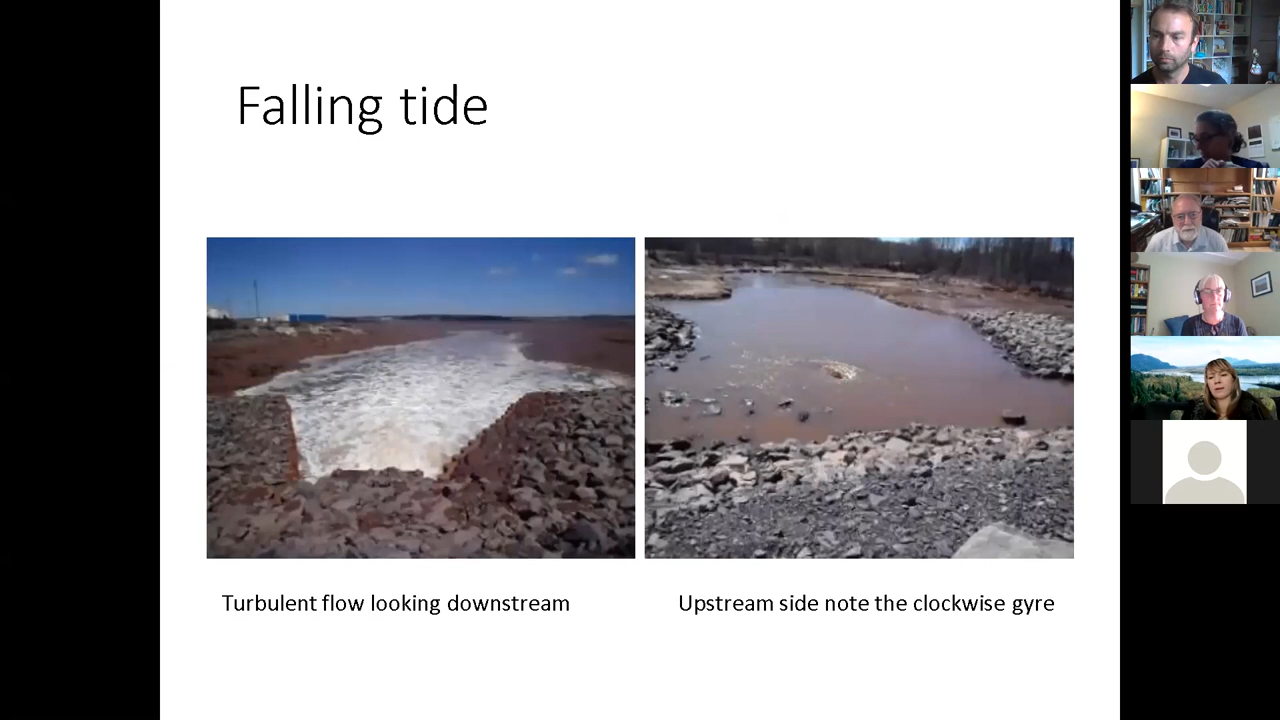 Falling tide
Turbulent flow looking downstream
Upstream side note the clockwise gyre